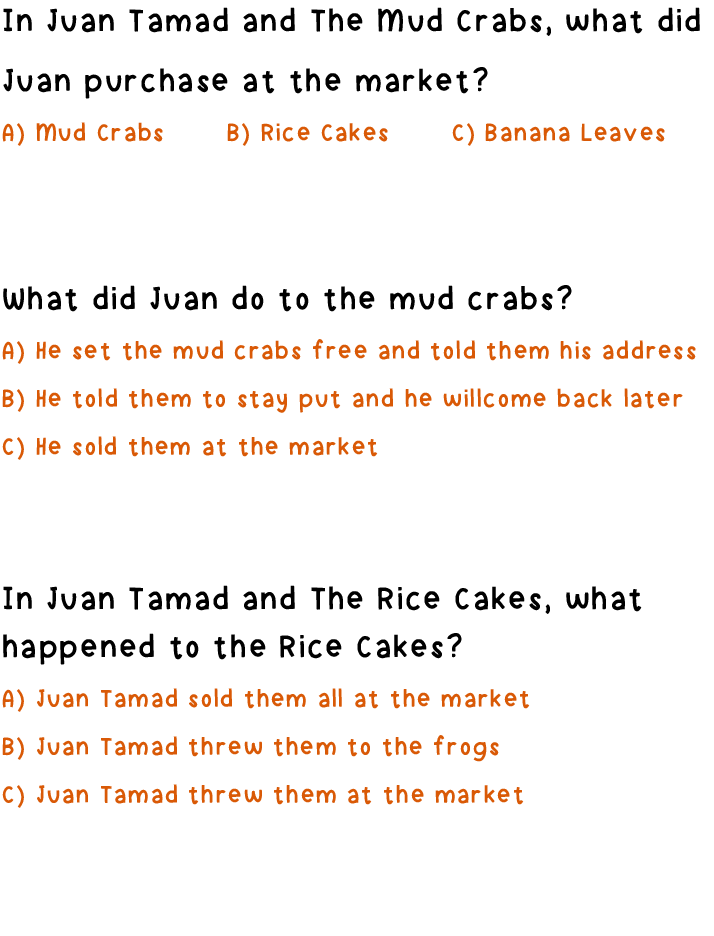 In Juan Tamad and The Mud Crabs, what did
Juan purchase at the market?
A) Mud Crabs B) Rice Cakes C) Banana Leaves
What did Juan do to the mud crabs?
A) He set the mud crabs free and told them his address
B) He told them to stay put and he willcome back later
C) He sold them at the market
In Juan Tamad and The Rice Cakes, what
happened to the Rice Cakes?
A) Juan Tamad sold them all at the market
B) Juan Tamad threw them to the frogs
C) Juan Tamad threw them at the market